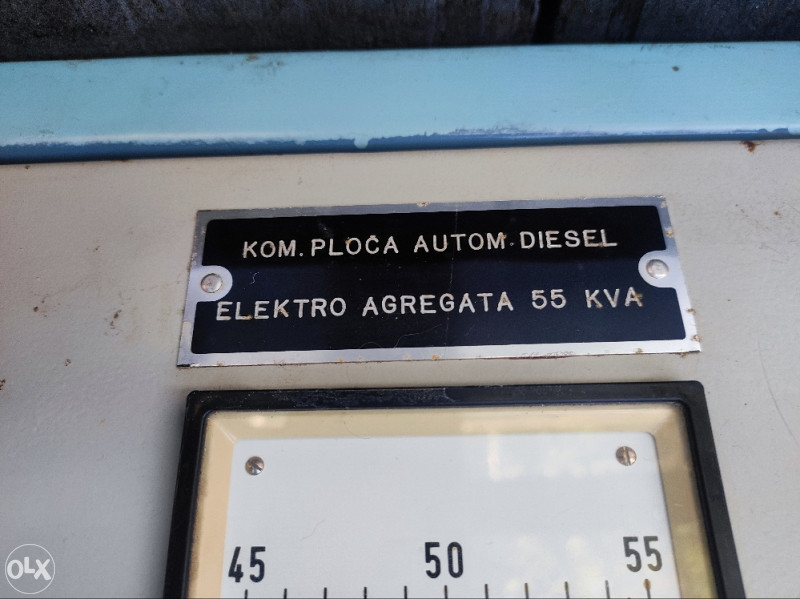 KOM. PLOČA AUTOM. DIESEL
ELEKTRO AGREGATA 55 KVA
45 50 55
OLX